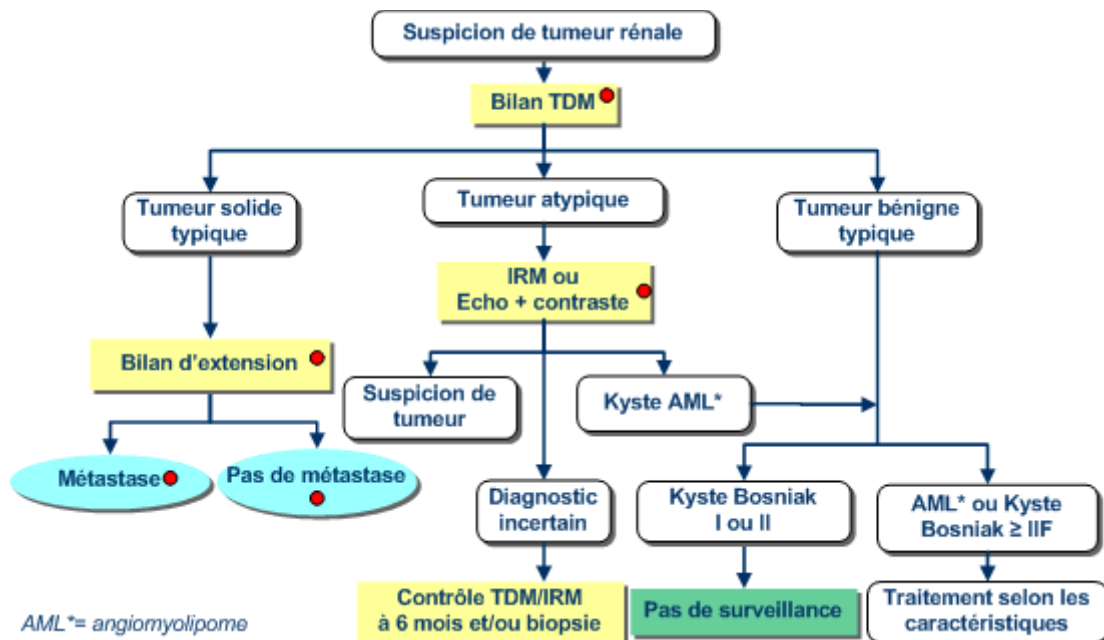 Suspicion de tumeur rénale
Bilan TDM
Tumeur solide
typique
Tumeur atypique
Tumeur bénigne
typique
IRM ou
Echo + contraste
Bilan d'extension
Suspicion de
tumeur
Kyste AML*
Métastase
Pas de métastase
Diagnostic
incertain
Kyste Bosniak
I ou II
AML* ou Kyste
Bosniak ≥ IIF
Contrôle TDM/IRM
à 6 mois et/ou biopsie
Pas de surveillance
Traitement selon les
caractéristiques
AML*= angiomyolipome